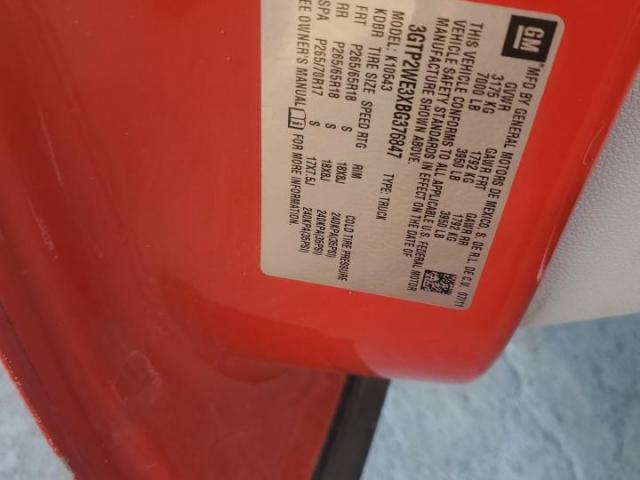 GM
MFD BY GENERAL MOTORS DE MEXICO, S. DE R.L. DE C.V. 07/11
GVWR GAWR FRT GAWR RR
3175 KG 1792 KG 1792 KG
7000 LB 3950 LB 3950 LB
THIS VEHICLE CONFORMS TO ALL APPLICABLE U.S. FEDERAL MOTOR
VEHICLE SAFETY STANDARDS IN EFFECT ON THE DATE OF
MANUFACTURE SHOWN ABOVE.
3GTP2WE3XBG376847 TYPE: TRUCK
MODEL: K10543
KDBR TIRE SIZE SPEED RTG RIM COLD TIRE PRESSURE
FRT P265/65R18 S 18X8J 240KPA(35PSI)
RR P265/65R18 S 18X8J 240KPA(35PSI)
SPA P265/70R17 S 17X7.5J 240KPA(35PSI)
EE OWNER'S MANUAL FOR MORE INFORMATION.